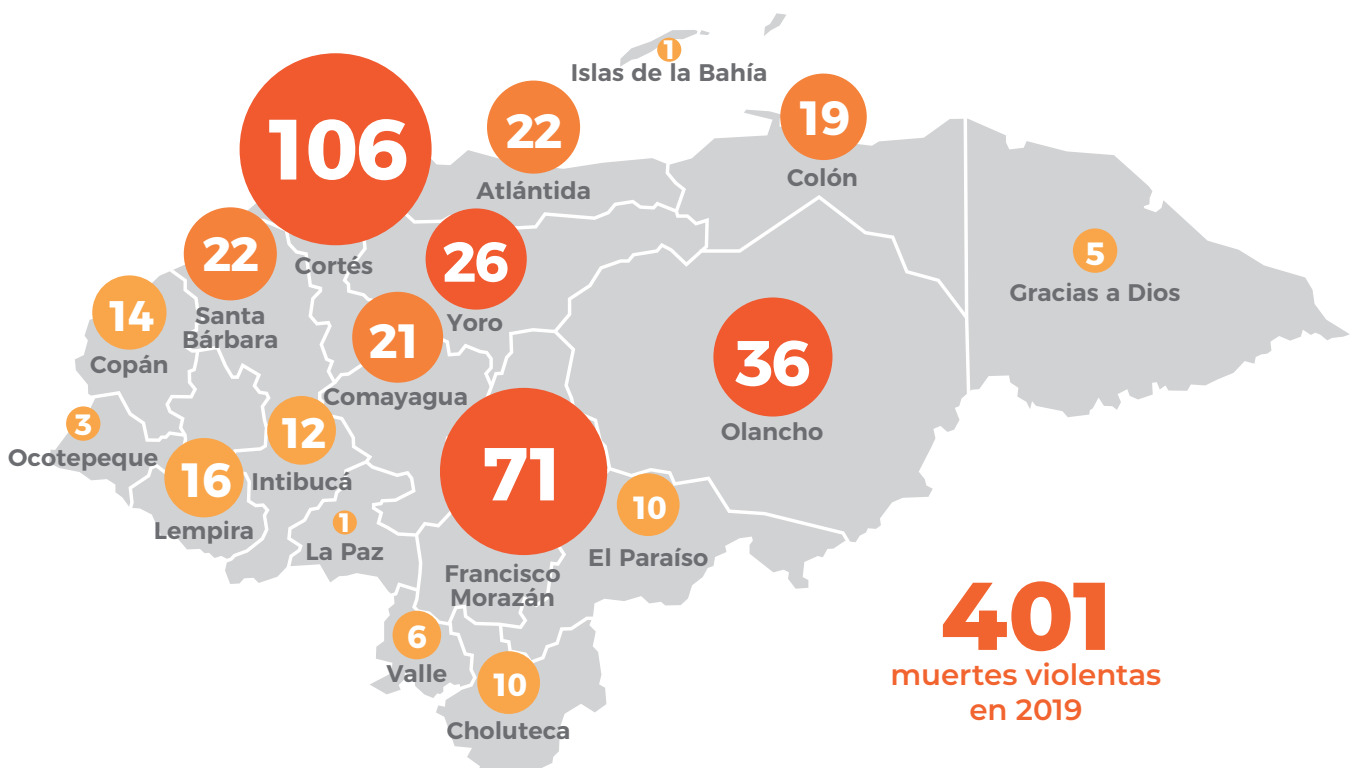 1
Islas de la Bahía
106
Cortés
22
Atlántida
19
Colón
22
Santa
Bárbara
26
Yoro
5
Gracias a Dios
14
Copán
21
Comayagua
36
Olancho
3
Ocotepeque
12
Intibucá
16
Lempira
71
Francisco
Morazán
10
El Paraíso
1
La Paz
6
Valle
10
Choluteca
401
muertes violentas
en 2019